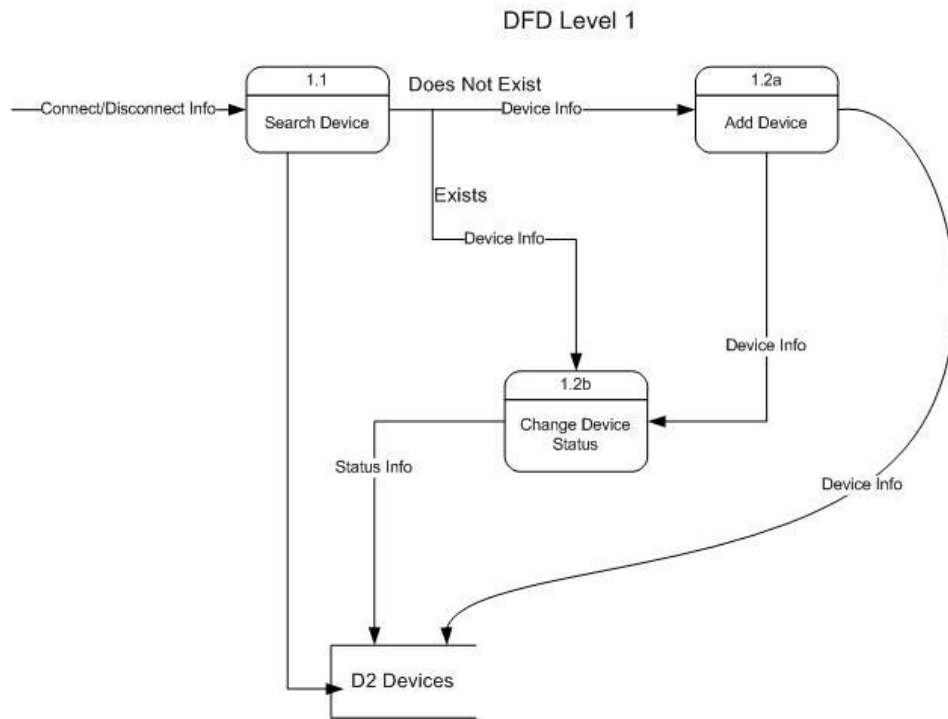 DFD Level 1
1.1
Search Device
Connect/Disconnect Info
Does Not Exist
Device Info
1.2a
Add Device
Exists
Device Info
Device Info
1.2b
Change Device
Status
Status Info
Device Info
D2 Devices